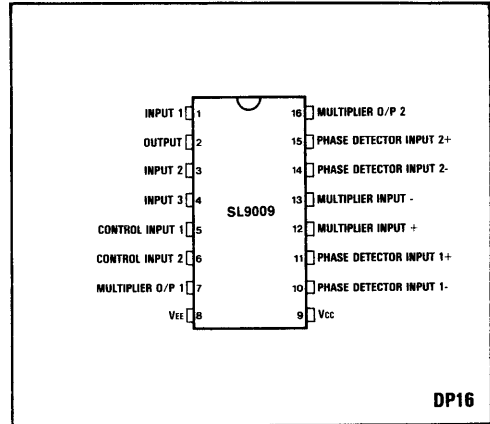 INPUT 1 1 16 MULTIPLIER O/P 2
OUTPUT 2 15 PHASE DETECTOR INPUT 2+
INPUT 2 3 14 PHASE DETECTOR INPUT 2-
INPUT 3 4 13 MULTIPLIER INPUT -
SL9009
CONTROL INPUT 1 5 12 MULTIPLIER INPUT +
CONTROL INPUT 2 6 11 PHASE DETECTOR INPUT 1+
MULTIPLIER O/P 1 7 10 PHASE DETECTOR INPUT 1-
VEE 8 9 VCC
DP16